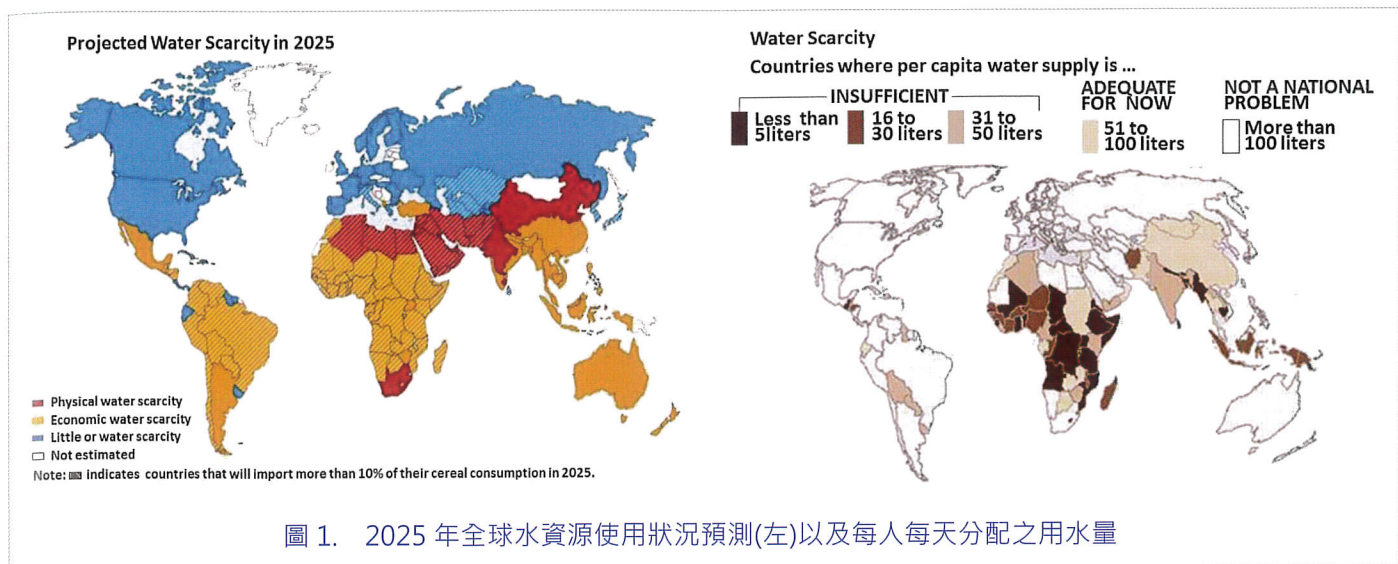 Projected Water Scarcity in 2025
Physical water scarcity
Economic water scarcity
Little or water scarcity
Not estimated
Note: indicates countries that will import more than 10% of their cereal consumption in 2025.
Water Scarcity
Countries where per capita water supply is ...
INSUFFICIENT
Less than
5liters
16 to
30 liters
31 to
50 liters
ADEQUATE
FOR NOW
51 to
100 liters
NOT A NATIONAL
PROBLEM
More than
100 liters
圖 1. 2025 年全球水資源使用狀況預測(左)以及每人每天分配之用水量